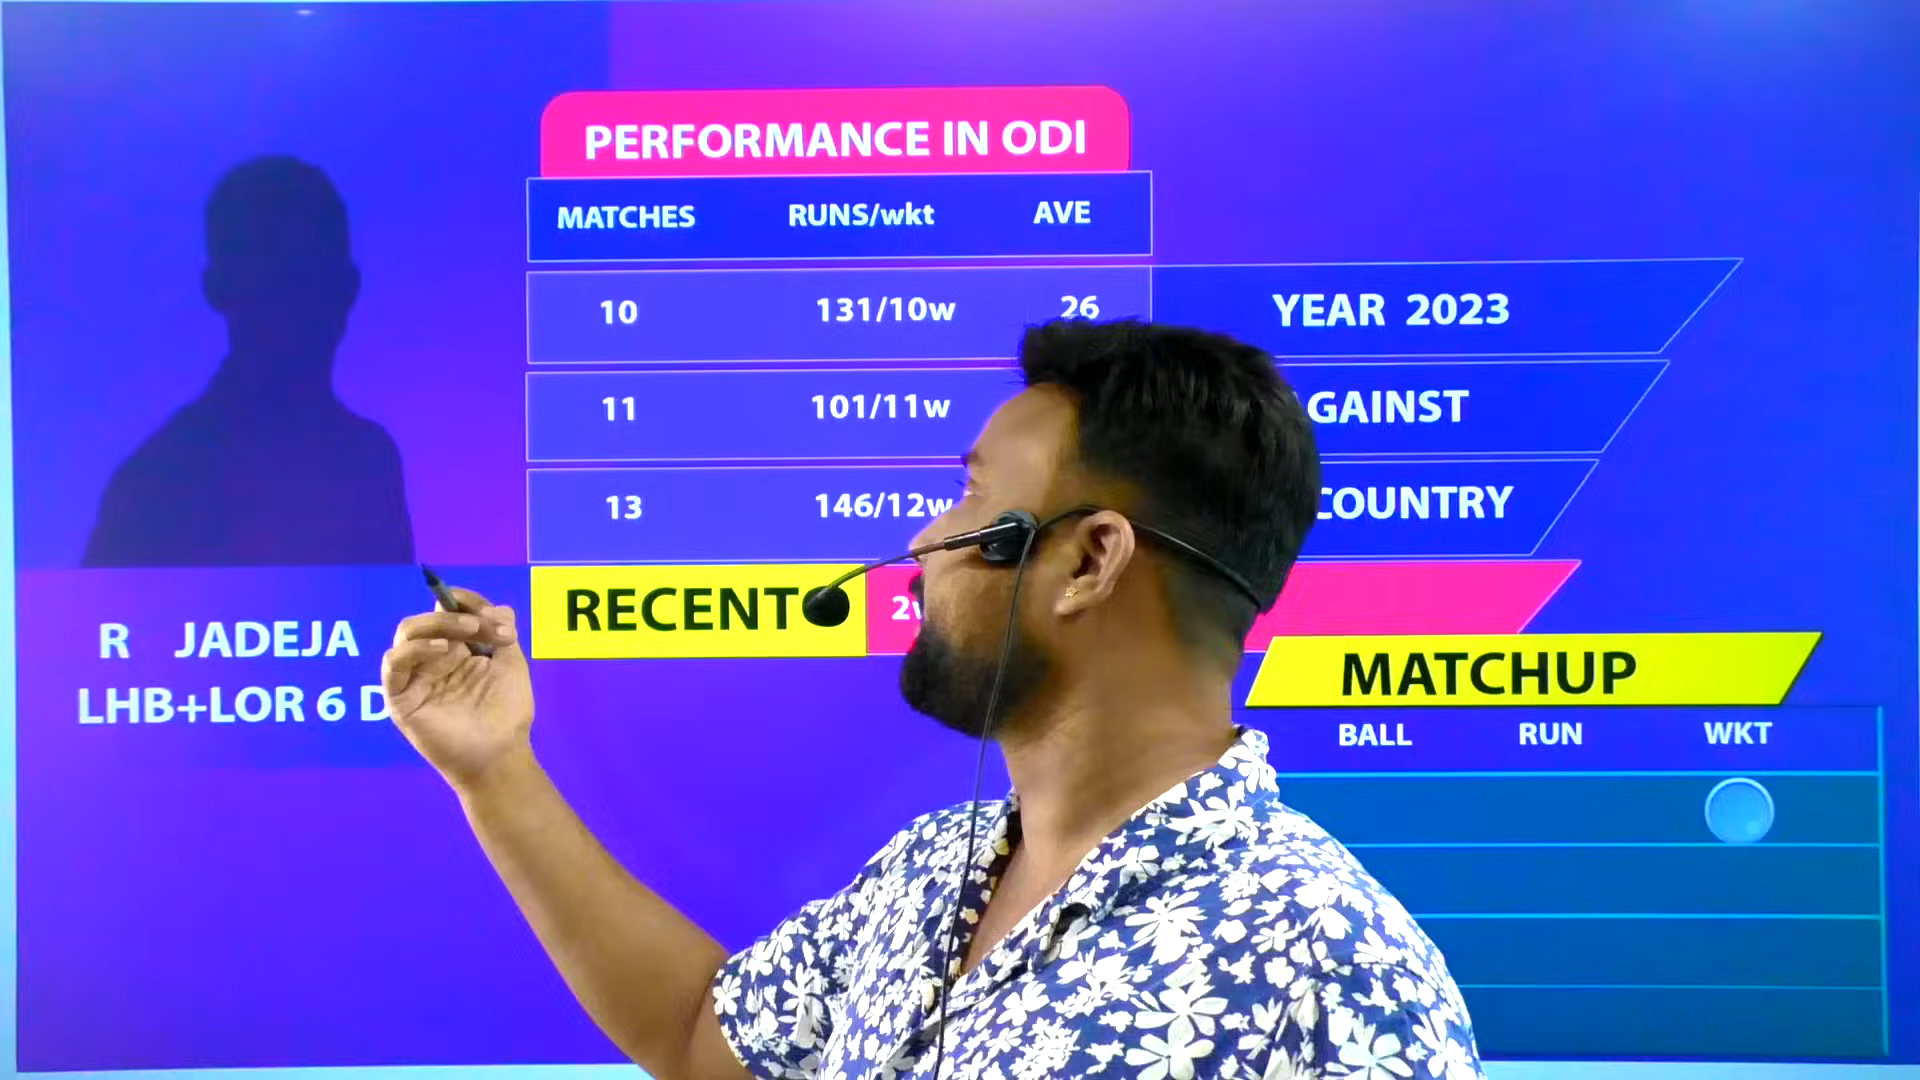 PERFORMANCE IN ODI
MATCHES RUNS/wkt AVE
10 131/10w 26 YEAR 2023
11 101/11w GAINST
13 146/12w COUNTRY
RECENT
R JADEJA
LHB+LOR 6 D
MATCHUP
BALL RUN WKT